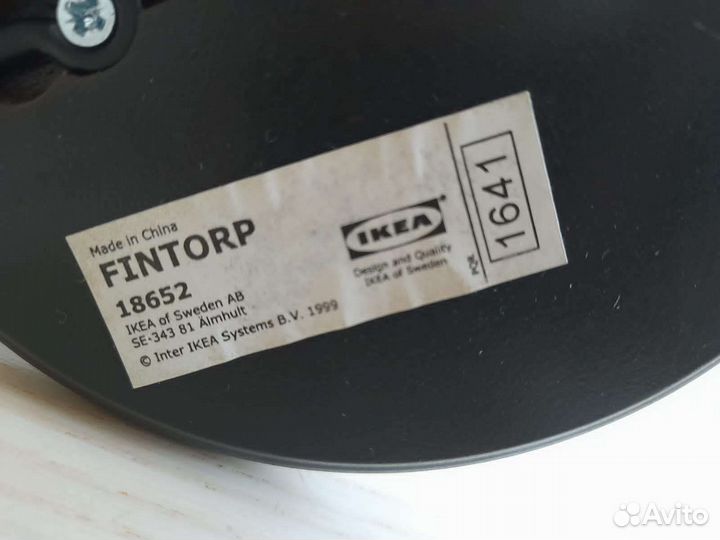 Made in China
FINTORP
18652
IKEA of Sweden AB
SE-343 81 Älmhult
© Inter IKEA Systems B.V. 1999
IKEA
Design and Quality
IKEA of Sweden
1641
Avito